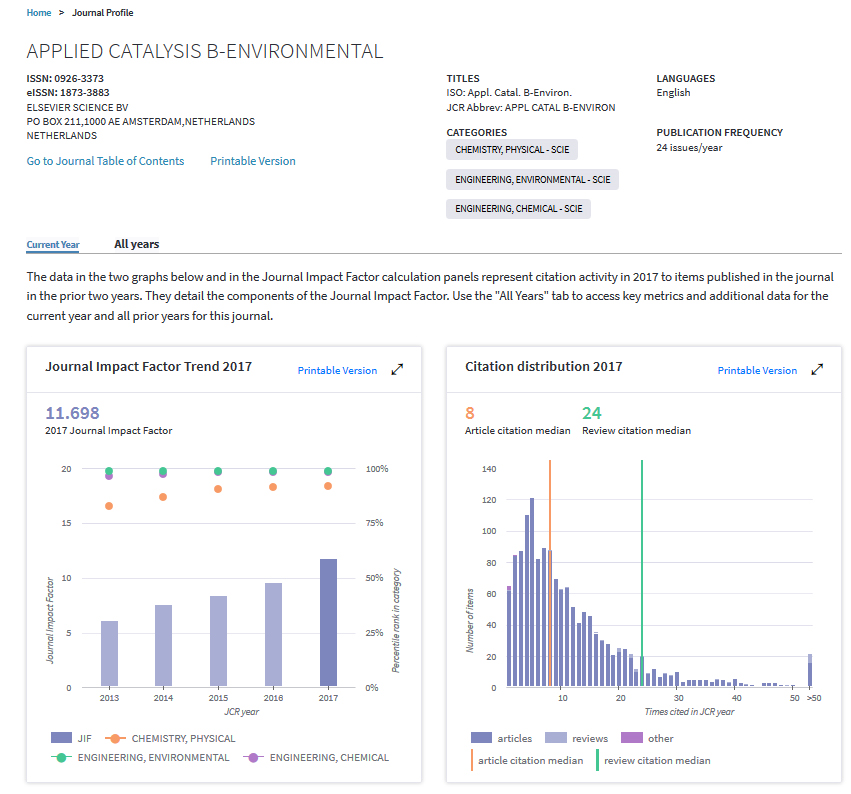 Home > Journal Profile
APPLIED CATALYSIS B-ENVIRONMENTAL
ISSN: 0926-3373
eISSN: 1873-3883
ELSEVIER SCIENCE BV
PO BOX 211,1000 AE AMSTERDAM,NETHERLANDS
NETHERLANDS
Go to Journal Table of Contents Printable Version
TITLES
ISO: Appl. Catal. B-Environ.
JCR Abbrev: APPL CATAL B-ENVIRON
CATEGORIES
CHEMISTRY, PHYSICAL - SCIE
ENGINEERING, ENVIRONMENTAL - SCIE
ENGINEERING, CHEMICAL - SCIE
LANGUAGES
English
PUBLICATION FREQUENCY
24 issues/year
Current Year All years
The data in the two graphs below and in the Journal Impact Factor calculation panels represent citation activity in 2017 to items published in the journal
in the prior two years. They detail the components of the Journal Impact Factor. Use the "All Years" tab to access key metrics and additional data for the
current year and all prior years for this journal.
Journal Impact Factor Trend 2017 Printable Version
11.698
2017 Journal Impact Factor
20
15
10
5
0
Journal Impact Factor
100%
75%
50%
25%
0%
Percentile rank in category
2013 2014 2015 2016 2017
JCR year
JIF CHEMISTRY, PHYSICAL
ENGINEERING, ENVIRONMENTAL ENGINEERING, CHEMICAL
Citation distribution 2017 Printable Version
8 24
Article citation median Review citation median
140
120
100
80
60
40
20
0
Number of items
10 20 30 40 50 >50
Times cited in JCR year
articles reviews other
article citation median review citation median